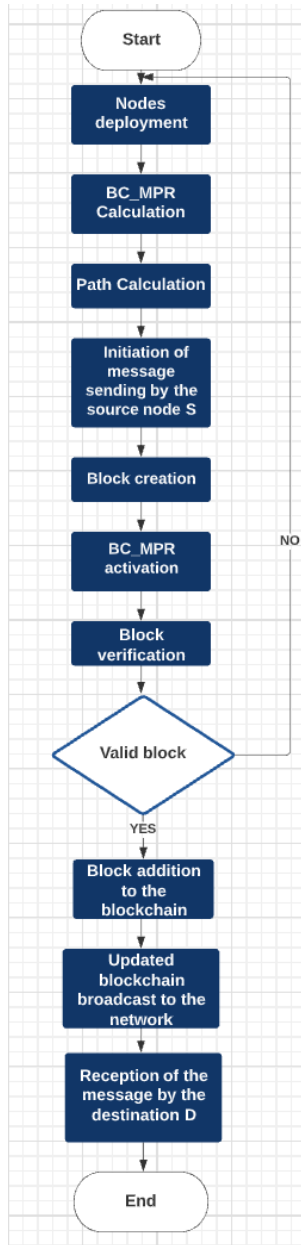 Start
Nodes
deployment
BC_MPR
Calculation
Path Calculation
Initiation of
message
sending by the
source node S
Block creation
NO
BC_MPR
activation
Block
verification
Valid block
YES
Block addition
to the
blockchain
Updated
blockchain
broadcast to the
network
Reception of the
message by the
destination D
End